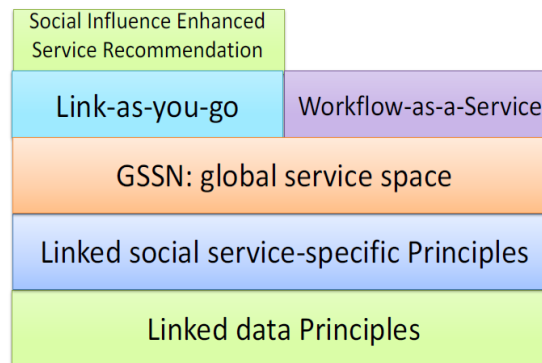 Social Influence Enhanced
Service Recommendation
Link-as-you-go
Workflow-as-a-Service
GSSN: global service space
Linked social service-specific Principles
Linked data Principles